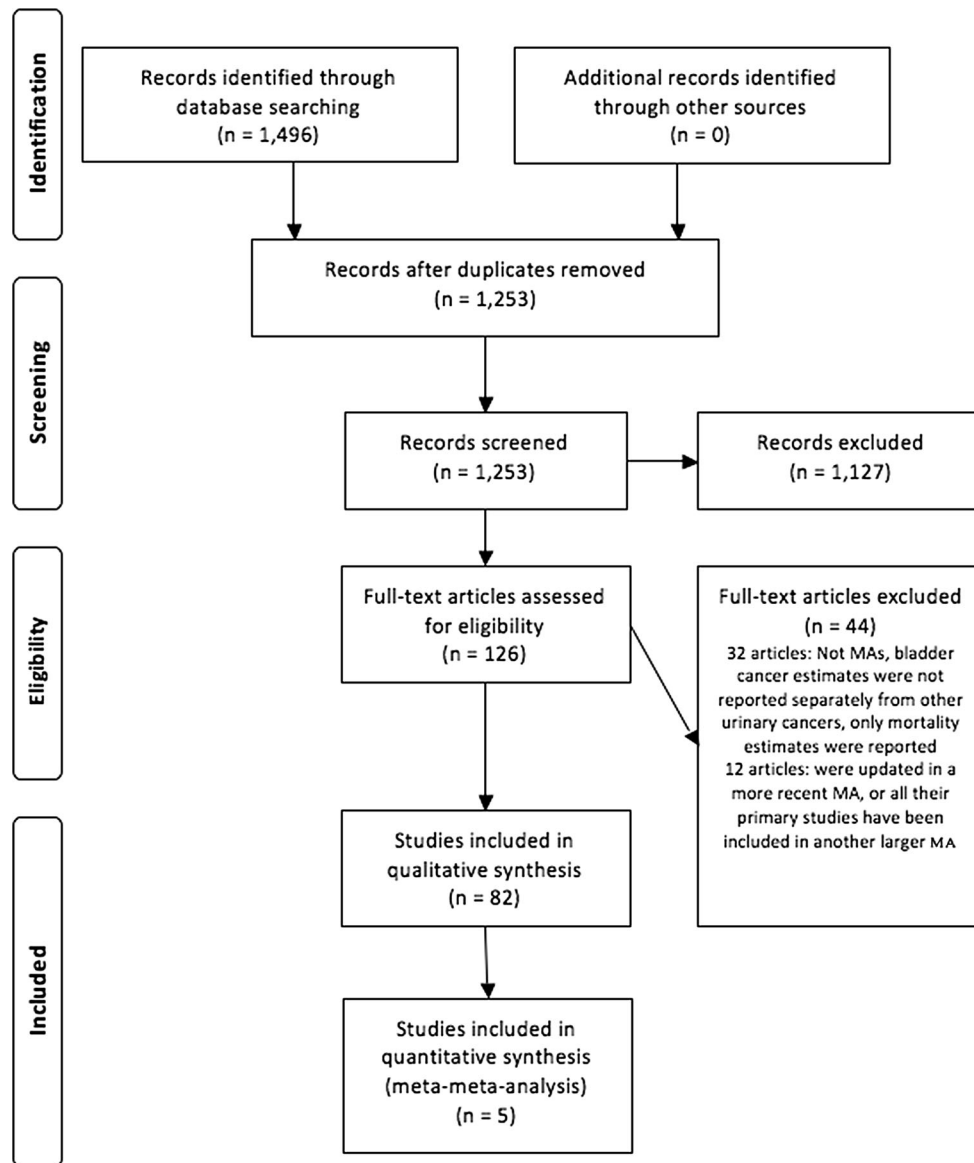 Identification
Records identified through
database searching
(n = 1,496)
Additional records identified
through other sources
(n = 0)
Records after duplicates removed
(n = 1,253)
Screening
Records screened
(n = 1,253)
Records excluded
(n = 1,127)
Eligibility
Full-text articles assessed
for eligibility
(n = 126)
Full-text articles excluded
(n = 44)
32 articles: Not MAs, bladder
cancer estimates were not
reported separately from other
urinary cancers, only mortality
estimates were reported
12 articles: were updated in a
more recent MA, or all their
primary studies have been
included in another larger MA
Included
Studies included in
qualitative synthesis
(n = 82)
Studies included in
quantitative synthesis
(meta-meta-analysis)
(n = 5)